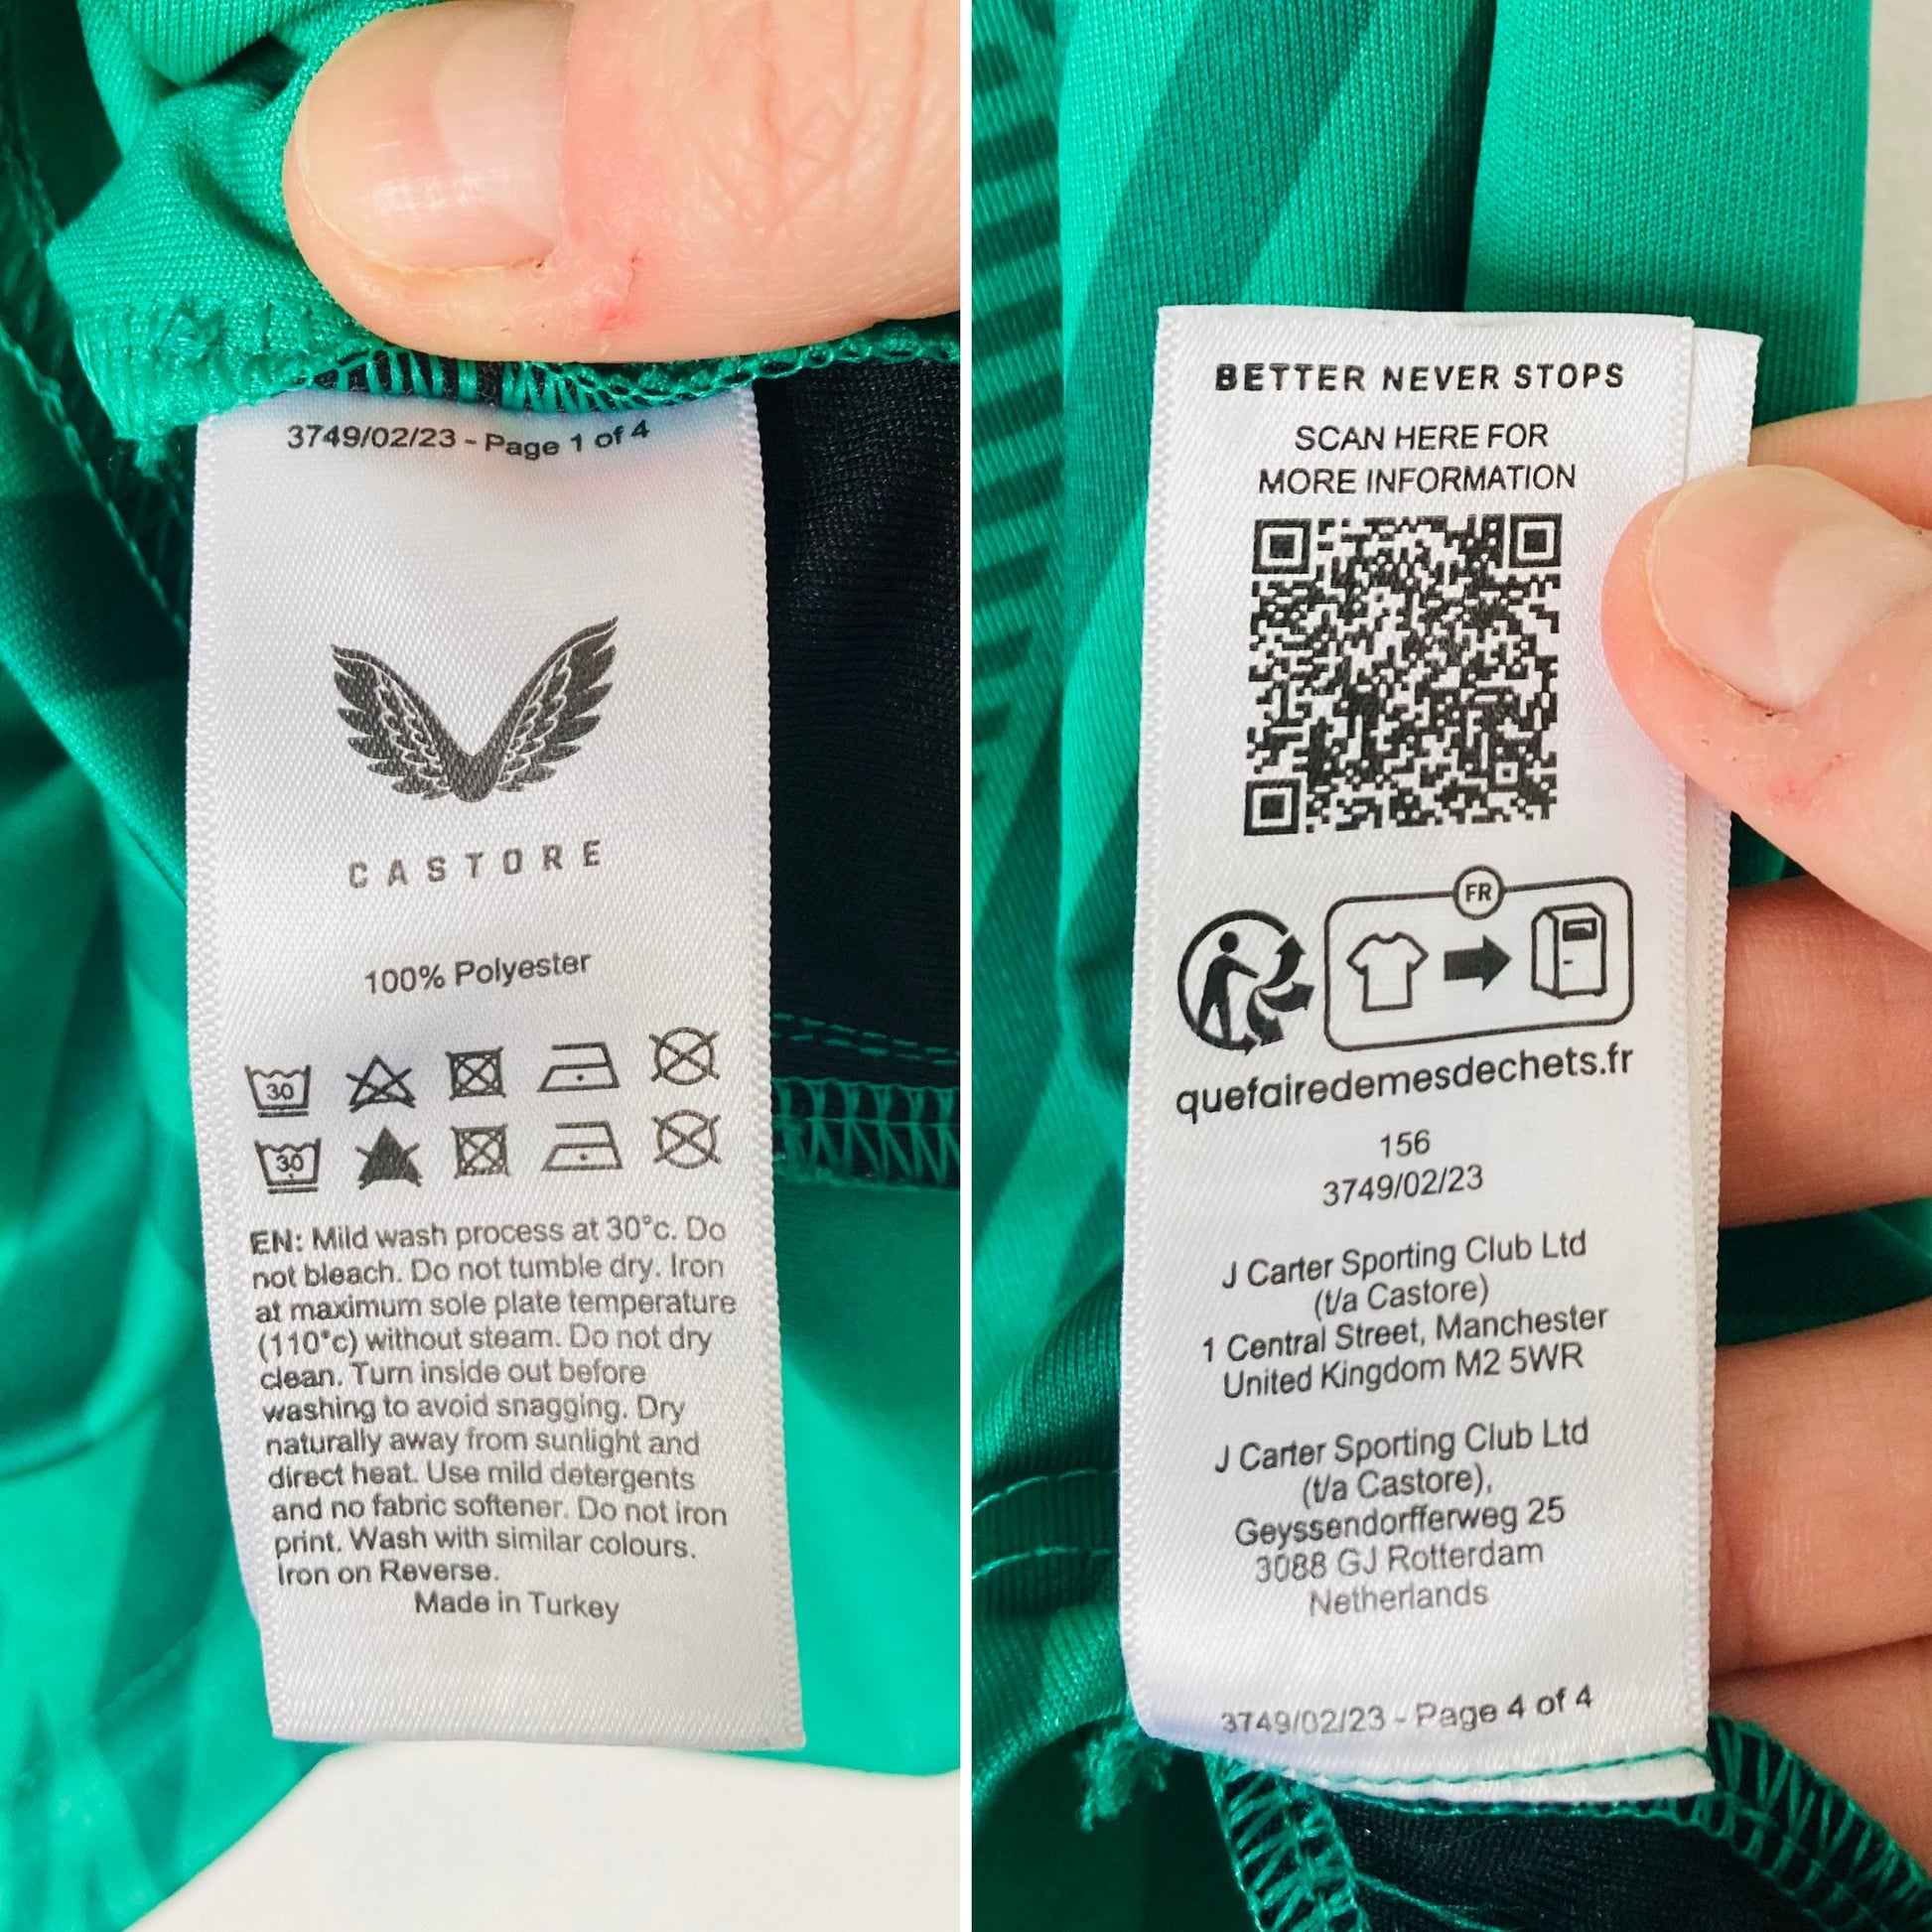 3749/02/23 - Page 1 of 4
CASTORE
100% Polyester
30
30
EN: Mild wash process at 30°c. Do
not bleach. Do not tumble dry. Iron
at maximum sole plate temperature
(110°c) without steam. Do not dry
clean. Turn inside out before
washing to avoid snagging. Dry
naturally away from sunlight and
direct heat. Use mild detergents
and no fabric softener. Do not iron
print. Wash with similar colours.
Iron on Reverse.
Made in Turkey
BETTER NEVER STOPS
SCAN HERE FOR
MORE INFORMATION
FR
quefairedemesdechets.fr
156
3749/02/23
J Carter Sporting Club Ltd
(t/a Castore)
1 Central Street, Manchester
United Kingdom M2 5WR
J Carter Sporting Club Ltd
(t/a Castore),
Geyssendorfferweg 25
3088 GJ Rotterdam
Netherlands
3749/02/23 - Page 4 of 4